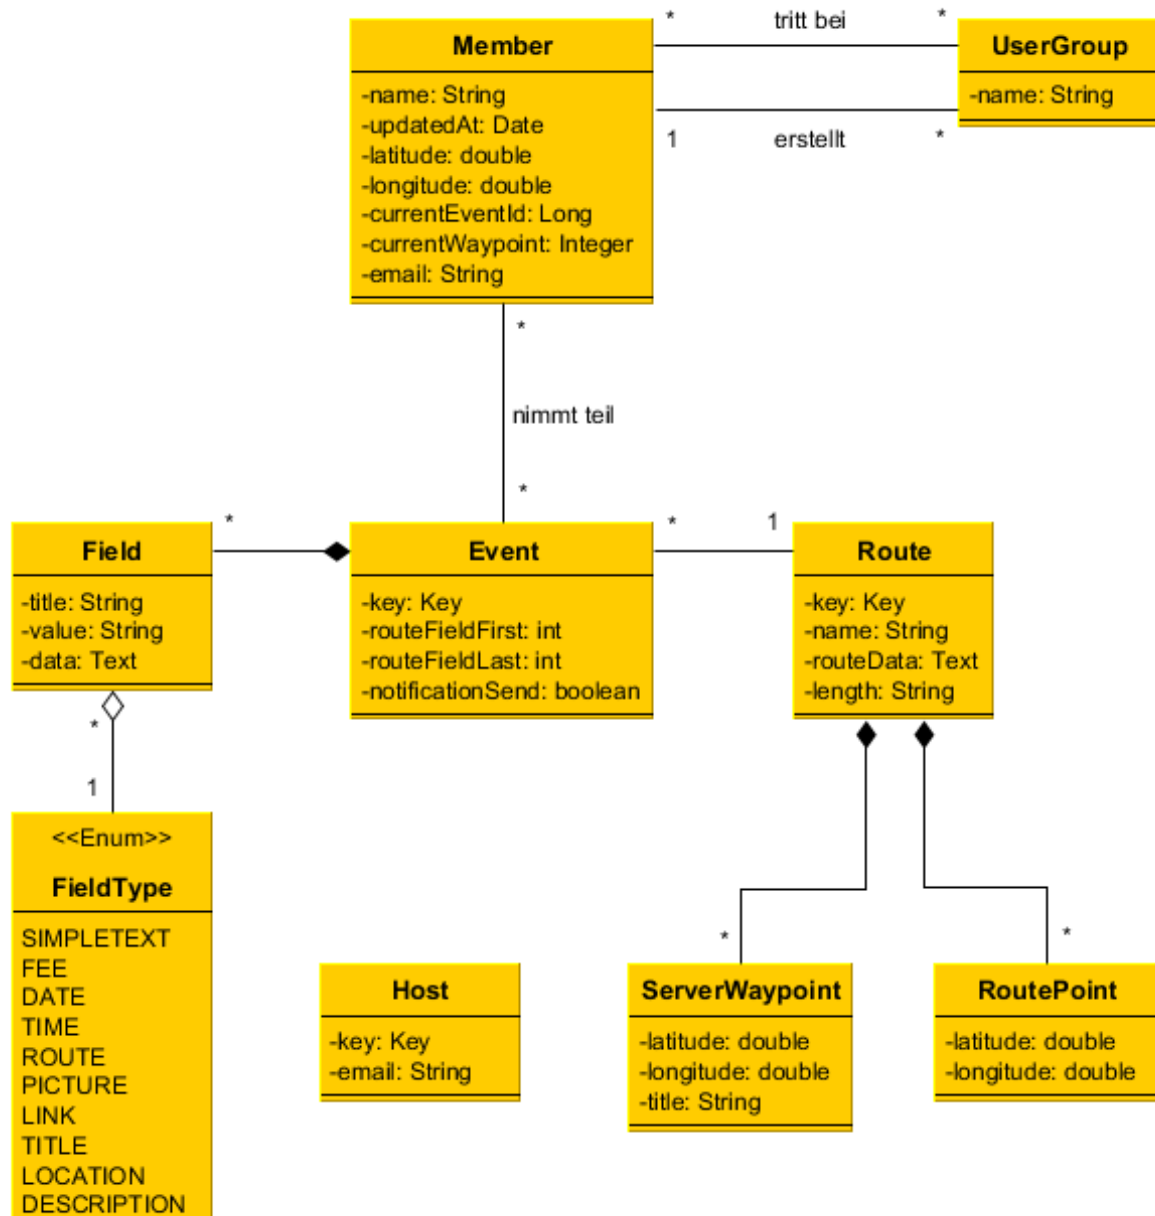 Member
-name: String
-updatedAt: Date
-latitude: double
-longitude: double
-currentEventId: Long
-currentWaypoint: Integer
-email: String
* tritt bei *
1 erstellt *
UserGroup
-name: String
*
nimmt teil
*
Field
-title: String
-value: String
-data: Text
*
Event
-key: Key
-routeFieldFirst: int
-routeFieldLast: int
-notificationSend: boolean
* 1
Route
-key: Key
-name: String
-routeData: Text
-length: String
*
1
<<Enum>>
FieldType
SIMPLETEXT
FEE
DATE
TIME
ROUTE
PICTURE
LINK
TITLE
LOCATION
DESCRIPTION
Host
-key: Key
-email: String
*
ServerWaypoint
-latitude: double
-longitude: double
-title: String
*
RoutePoint
-latitude: double
-longitude: double